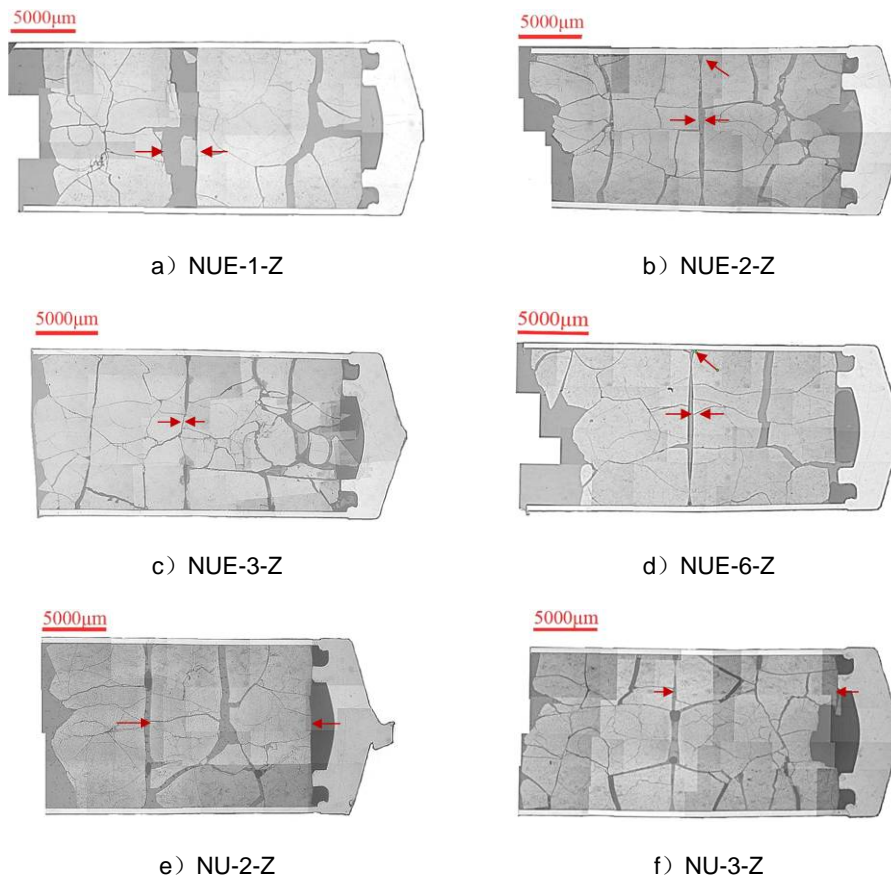 5000μm
5000μm
a）NUE-1-Z
b）NUE-2-Z
5000μm
5000μm
c）NUE-3-Z
d）NUE-6-Z
5000μm
5000μm
e）NU-2-Z
f）NU-3-Z